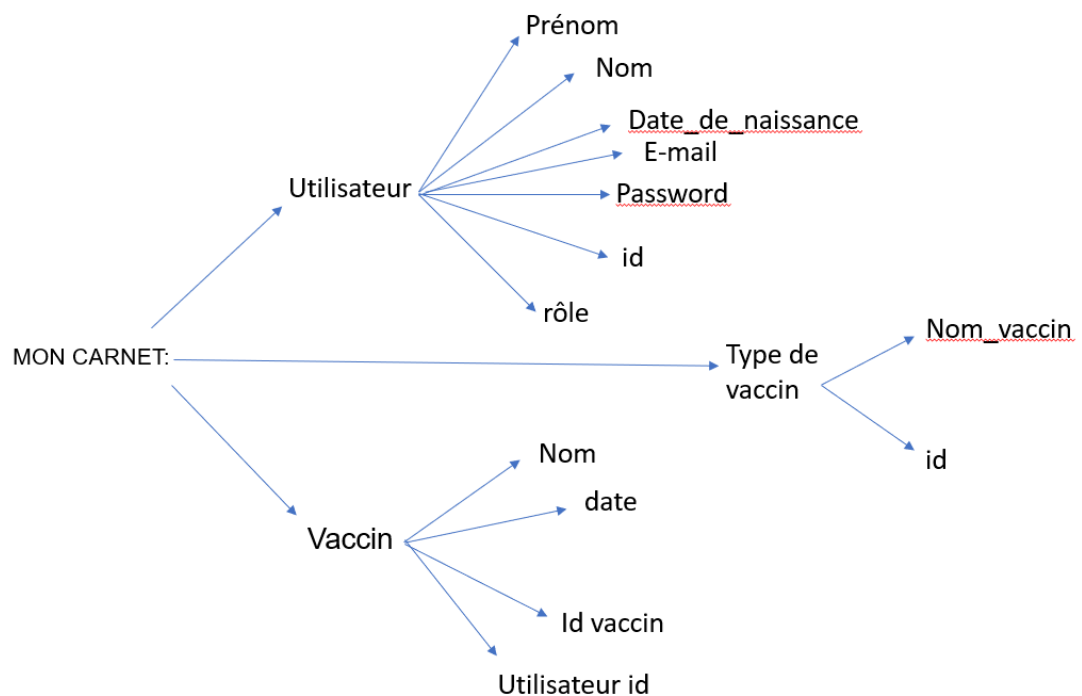 Prénom
Nom
Date_de_naissance
E-mail
Utilisateur
Password
id
rôle
MON CARNET:
Type de
vaccin
Nom_vaccin
id
Nom
date
Vaccin
Id vaccin
Utilisateur id